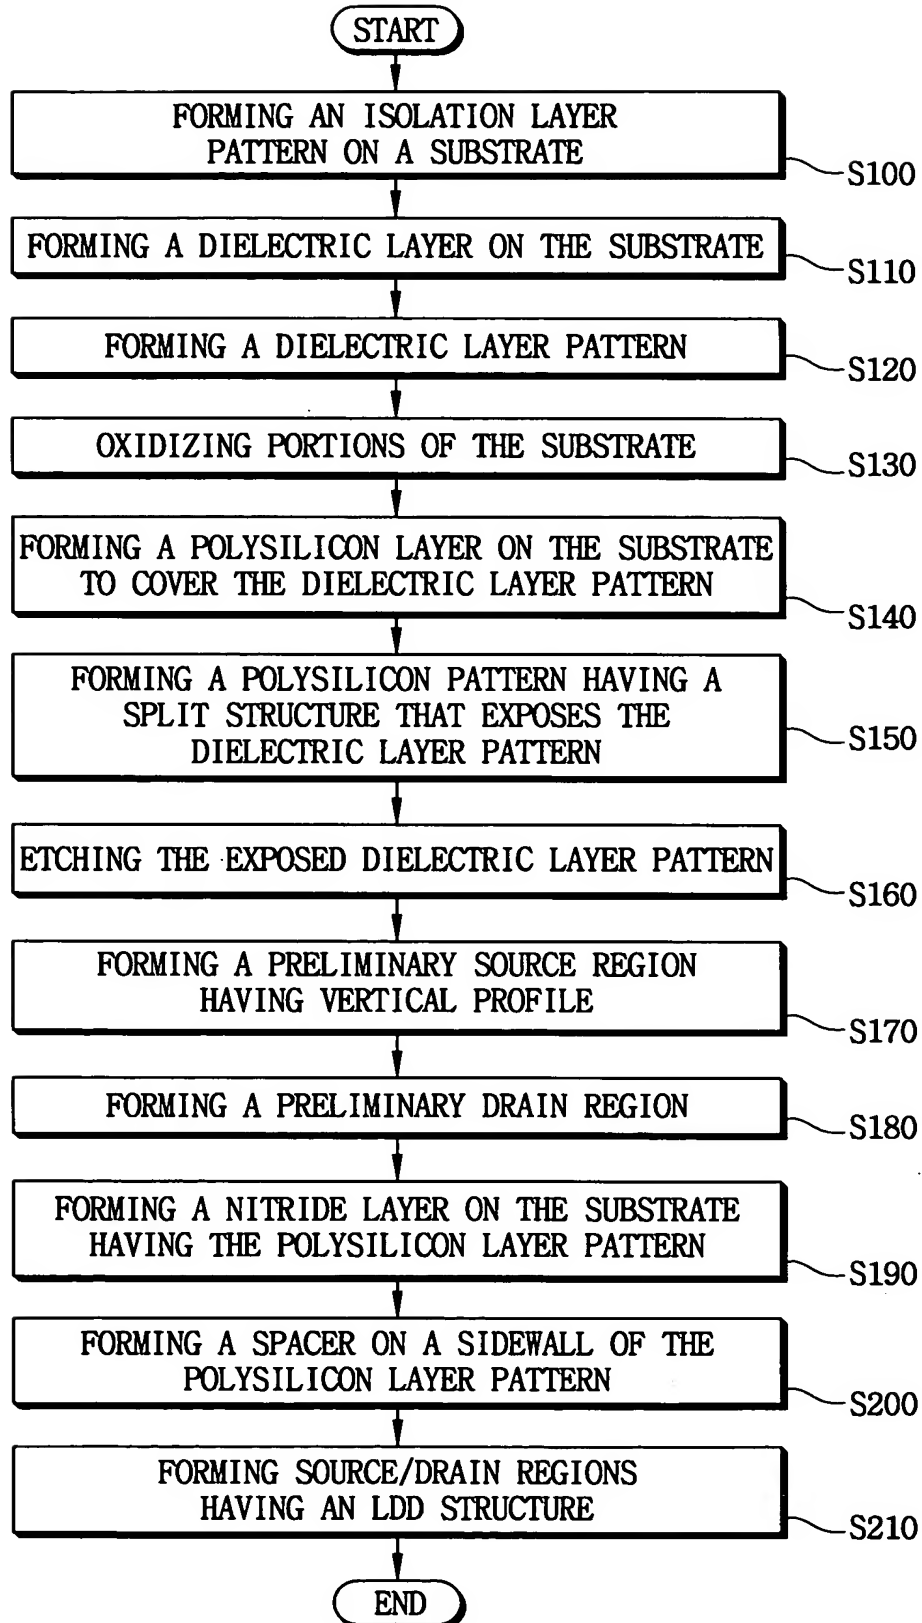 START
FORMING AN ISOLATION LAYER
PATTERN ON A SUBSTRATE
S100
FORMING A DIELECTRIC LAYER ON THE SUBSTRATE
S110
FORMING A DIELECTRIC LAYER PATTERN
S120
OXIDIZING PORTIONS OF THE SUBSTRATE
S130
FORMING A POLYSILICON LAYER ON THE SUBSTRATE
TO COVER THE DIELECTRIC LAYER PATTERN
S140
FORMING A POLYSILICON PATTERN HAVING A
SPLIT STRUCTURE THAT EXPOSES THE
DIELECTRIC LAYER PATTERN
S150
ETCHING THE EXPOSED DIELECTRIC LAYER PATTERN
S160
FORMING A PRELIMINARY SOURCE REGION
HAVING VERTICAL PROFILE
S170
FORMING A PRELIMINARY DRAIN REGION
S180
FORMING A NITRIDE LAYER ON THE SUBSTRATE
HAVING THE POLYSILICON LAYER PATTERN
S190
FORMING A SPACER ON A SIDEWALL OF THE
POLYSILICON LAYER PATTERN
S200
FORMING SOURCE/DRAIN REGIONS
HAVING AN LDD STRUCTURE
S210
END